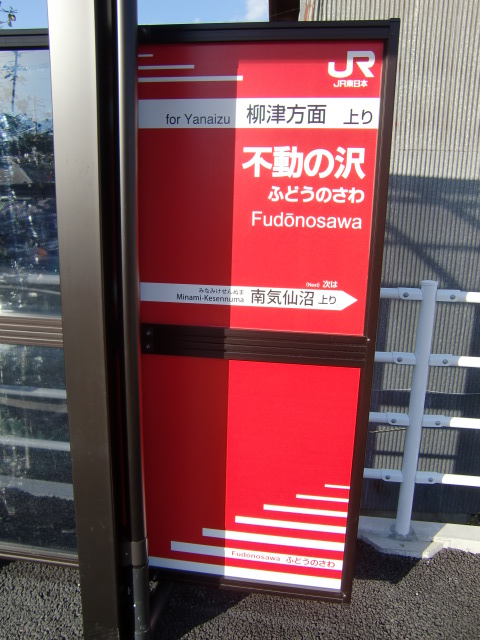 JR
JR東日本
for Yanaizu 柳津方面 上り
不動の沢
ふどうのさわ
Fudōnosawa
(Next) 次は
みなみけせんぬま
Minami-Kesennuma 南気仙沼 上り
Fudonosawa ふどうのさわ